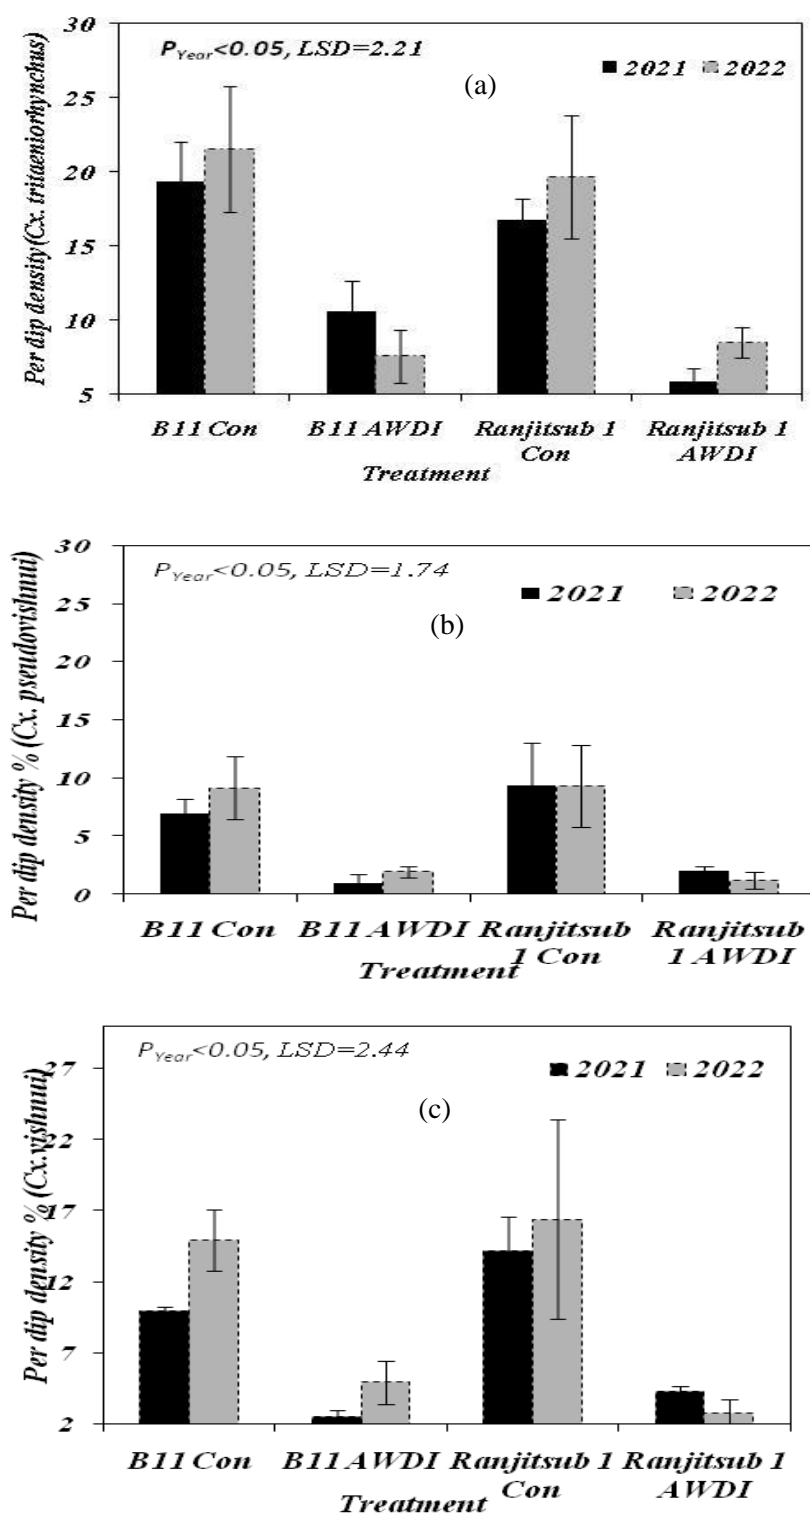 30
P Year<0.05, LSD=2.21
2021 2022
(a)
25
20
15
10
5
Per dip density (Cx. tritaeniorhynchus)
B11 Con B11 AWDI Ranjitsub 1 Con Ranjitsub 1 AWDI
Treatment
30
P Year<0.05, LSD=1.74
2021 2022
(b)
25
20
15
10
5
0
Per dip density % (Cx. pseudovishnui)
B11 Con B11 AWDI Ranjitsub 1 Con Ranjitsub 1 AWDI
Treatment
P Year<0.05, LSD=2.44
27
2021 2022
(c)
22
17
12
7
2
Per dip density % (Cx.vishnui)
B11 Con B11 AWDI Ranjitsub 1 Con Ranjitsub 1 AWDI
Treatment